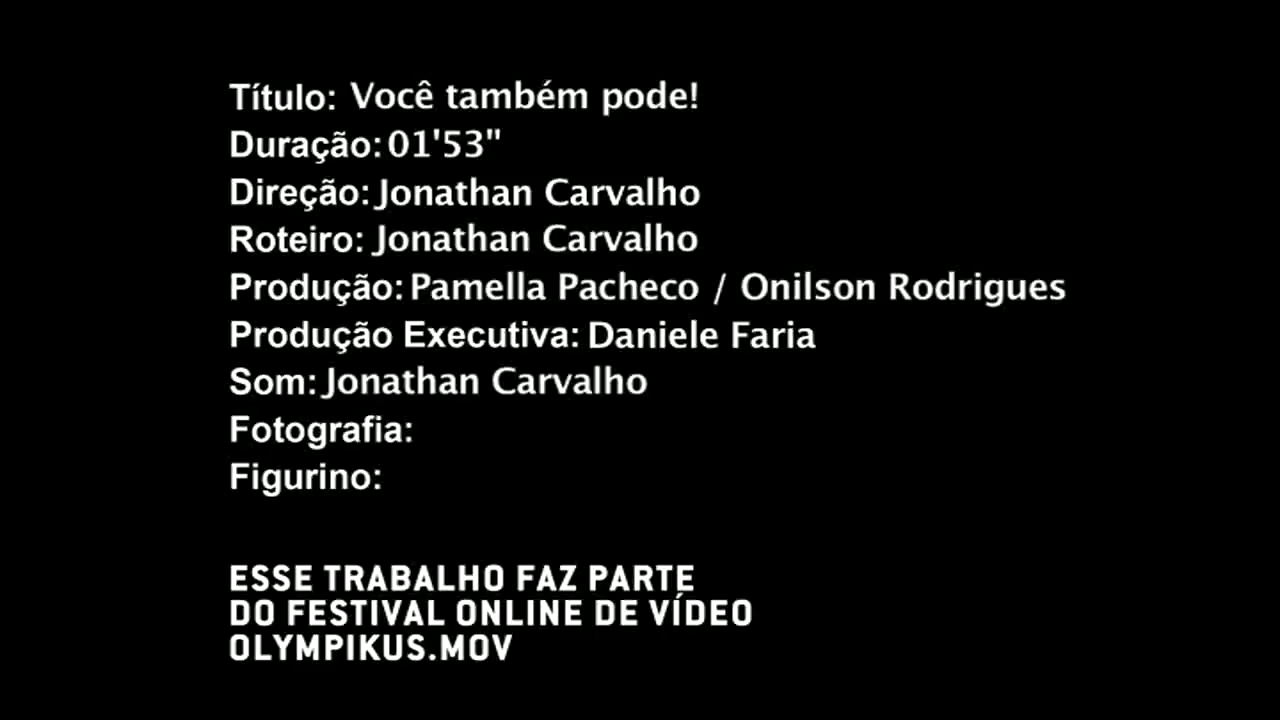 Título: Você também pode!
Duração: 01'53"
Direção: Jonathan Carvalho
Roteiro: Jonathan Carvalho
Produção: Pamella Pacheco / Onilson Rodrigues
Produção Executiva: Daniele Faria
Som: Jonathan Carvalho
Fotografia:
Figurino:
ESSE TRABALHO FAZ PARTE
DO FESTIVAL ONLINE DE VÍDEO
OLYMPIKUS.MOV